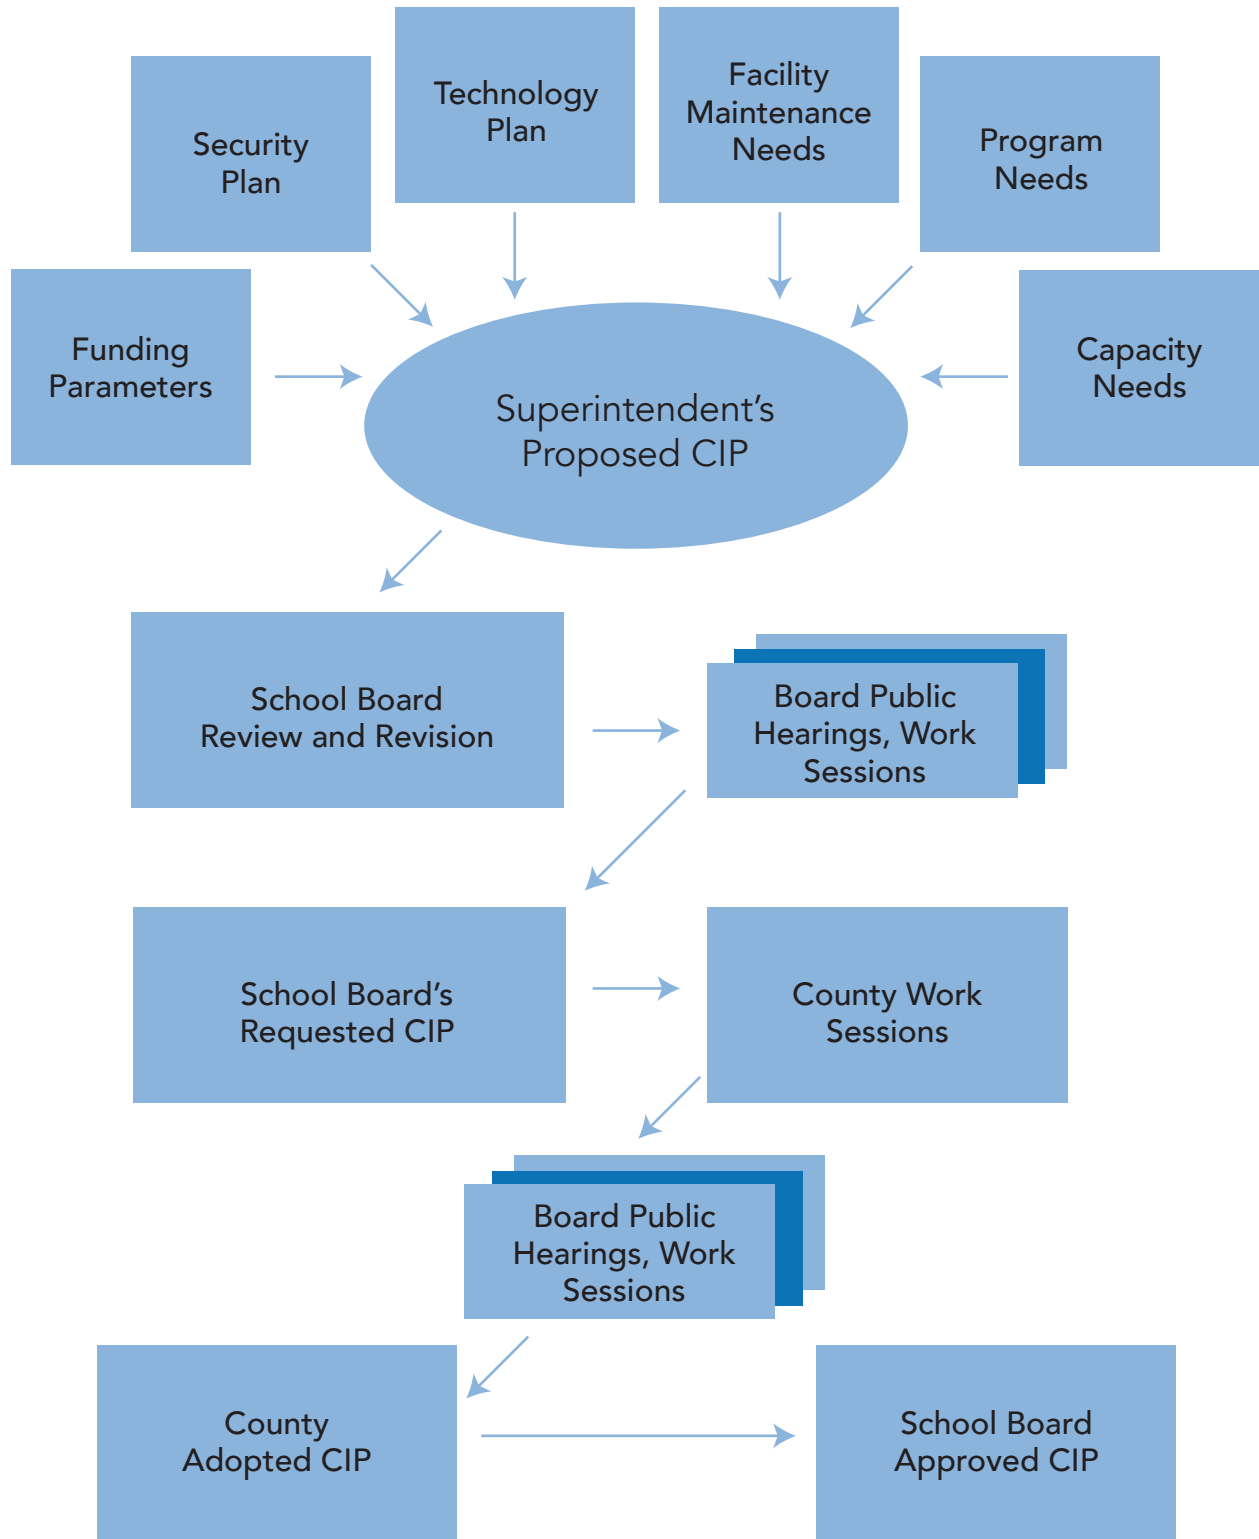 Technology
Plan
Facility
Maintenance
Needs
Security
Plan
Program
Needs
Funding
Parameters
Capacity
Needs
Superintendent’s
Proposed CIP
School Board
Review and Revision
Board Public
Hearings, Work
Sessions
School Board’s
Requested CIP
County Work
Sessions
Board Public
Hearings, Work
Sessions
County
Adopted CIP
School Board
Approved CIP